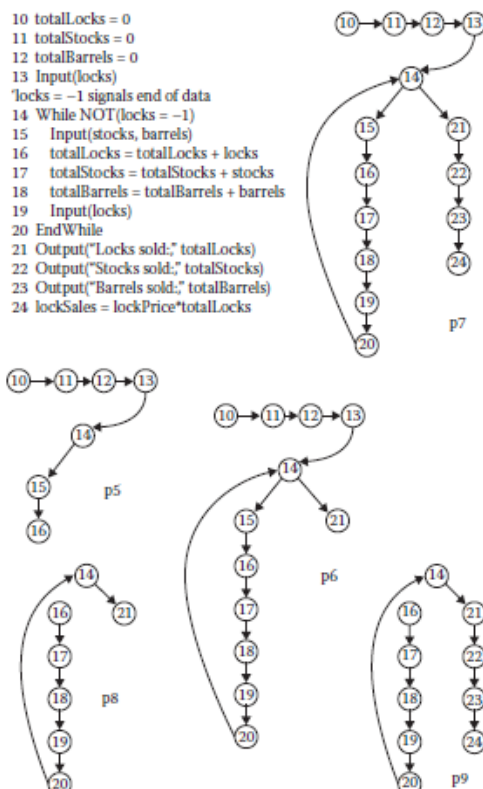 10 totalLocks = 0
11 totalStocks = 0
12 totalBarrels = 0
13 Input(locks)
'locks = −1 signals end of data
14 While NOT(locks = −1)
15 Input(stocks, barrels)
16 totalLocks = totalLocks + locks
17 totalStocks = totalStocks + stocks
18 totalBarrels = totalBarrels + barrels
19 Input(locks)
20 EndWhile
21 Output("Locks sold:," totalLocks)
22 Output("Stocks sold:," totalStocks)
23 Output("Barrels sold:," totalBarrels)
24 lockSales = lockPrice*totalLocks
10 11 12 13
14
15 21
16 22
17 23
18 24
19
20
p7
10 11 12 13
14
15
16
p5
10 11 12 13
14
15 21
16
17
18
19
20
p6
14
16 21
17
18
19
20
p8
14
16 21
17 22
18 23
19 24
20
p9